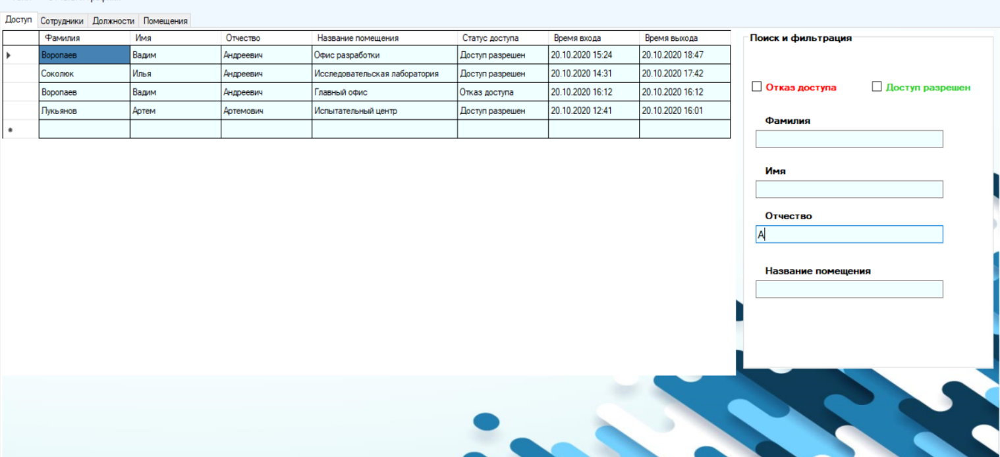 Доступ Сотрудники Должности Помещения
Фамилия Имя Отчество Название помещения Статус доступа Время входа Время выхода
Воропаев Вадим Андреевич Офис разработки Доступ разрешен 20.10.2020 15:24 20.10.2020 18:47
Соколюк Илья Андреевич Исследовательская лаборатория Доступ разрешен 20.10.2020 14:31 20.10.2020 17:42
Воропаев Вадим Андреевич Главный офис Отказ доступа 20.10.2020 16:12 20.10.2020 16:12
Лукьянов Артем Артемович Испытательный центр Доступ разрешен 20.10.2020 12:41 20.10.2020 16:01
Поиск и фильтрация
Отказ доступа Доступ разрешен
Фамилия
Имя
Отчество
А
Название помещения